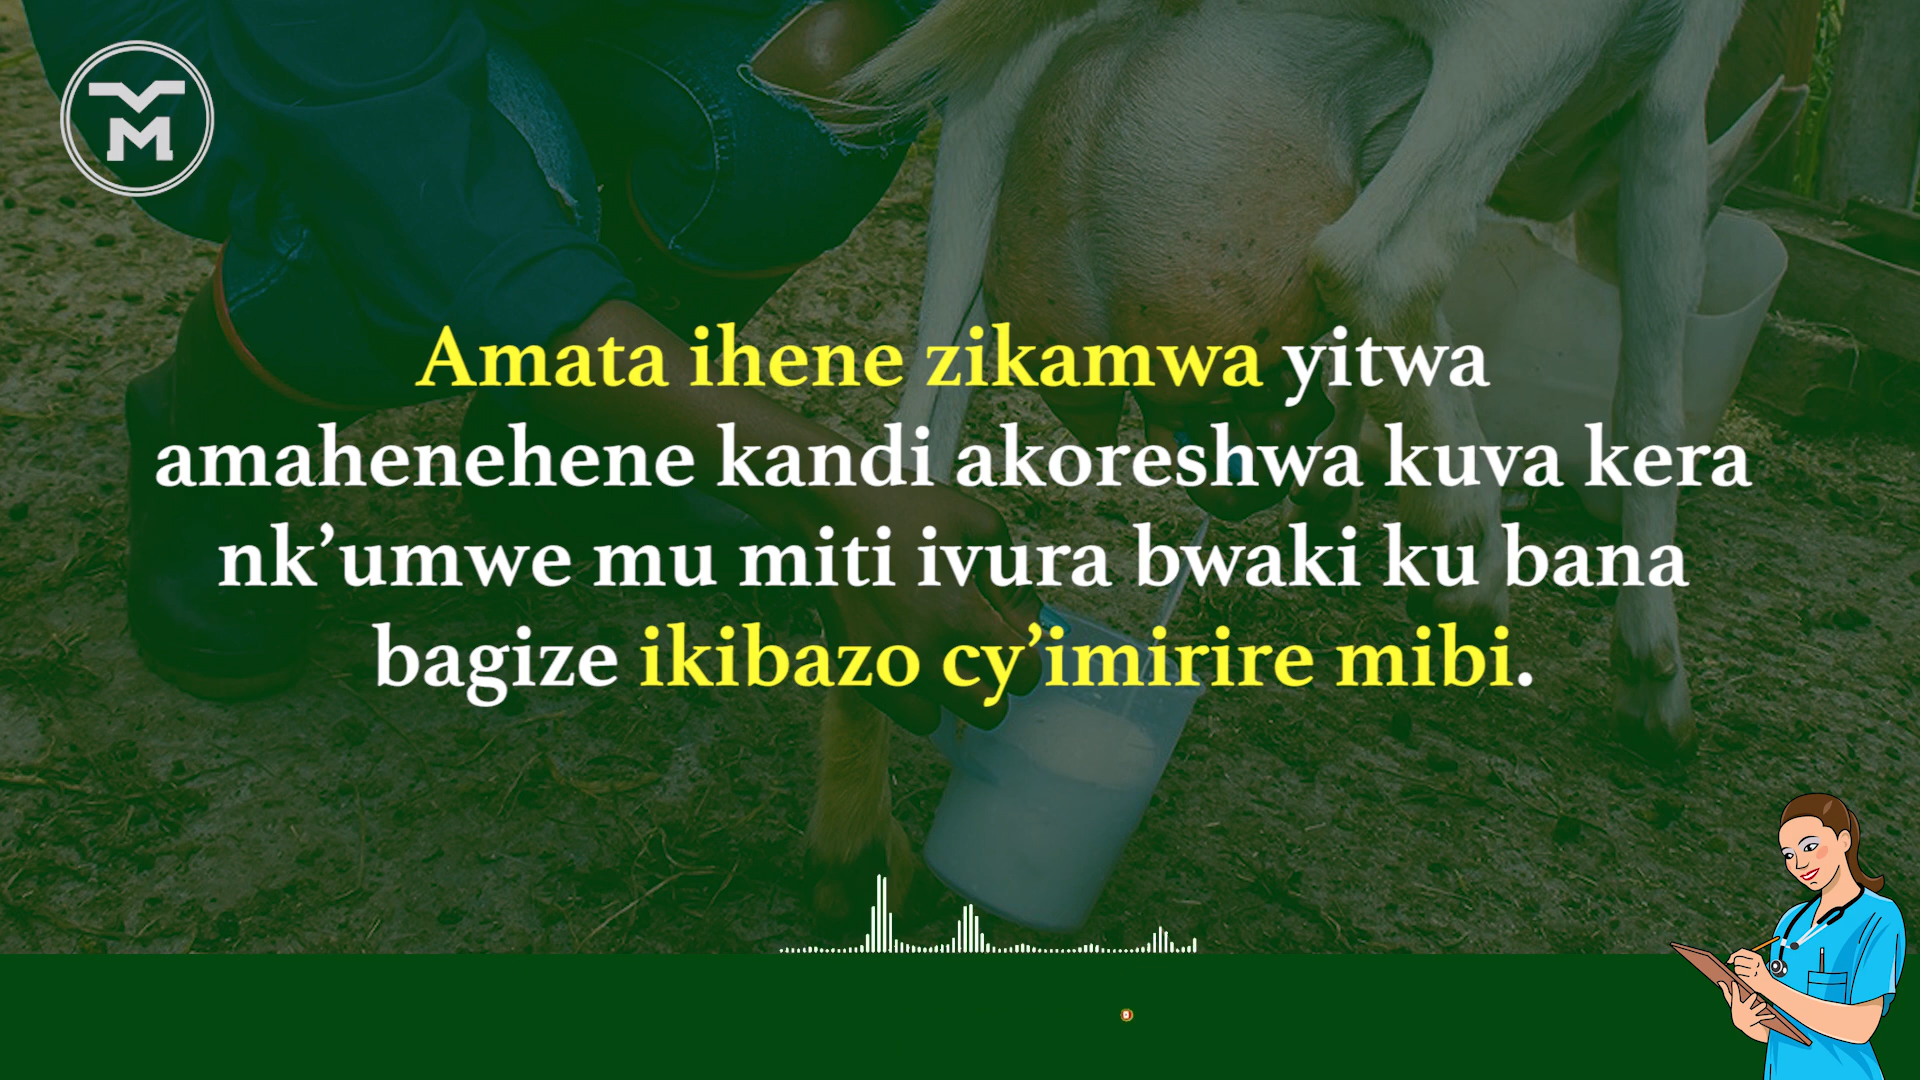 YM
Amata ihene zikamwa yitwa
amahenehene kandi akoreshwa kuva kera
nk’umwe mu miti ivura bwaki ku bana
bagize ikibazo cy’imirire mibi.